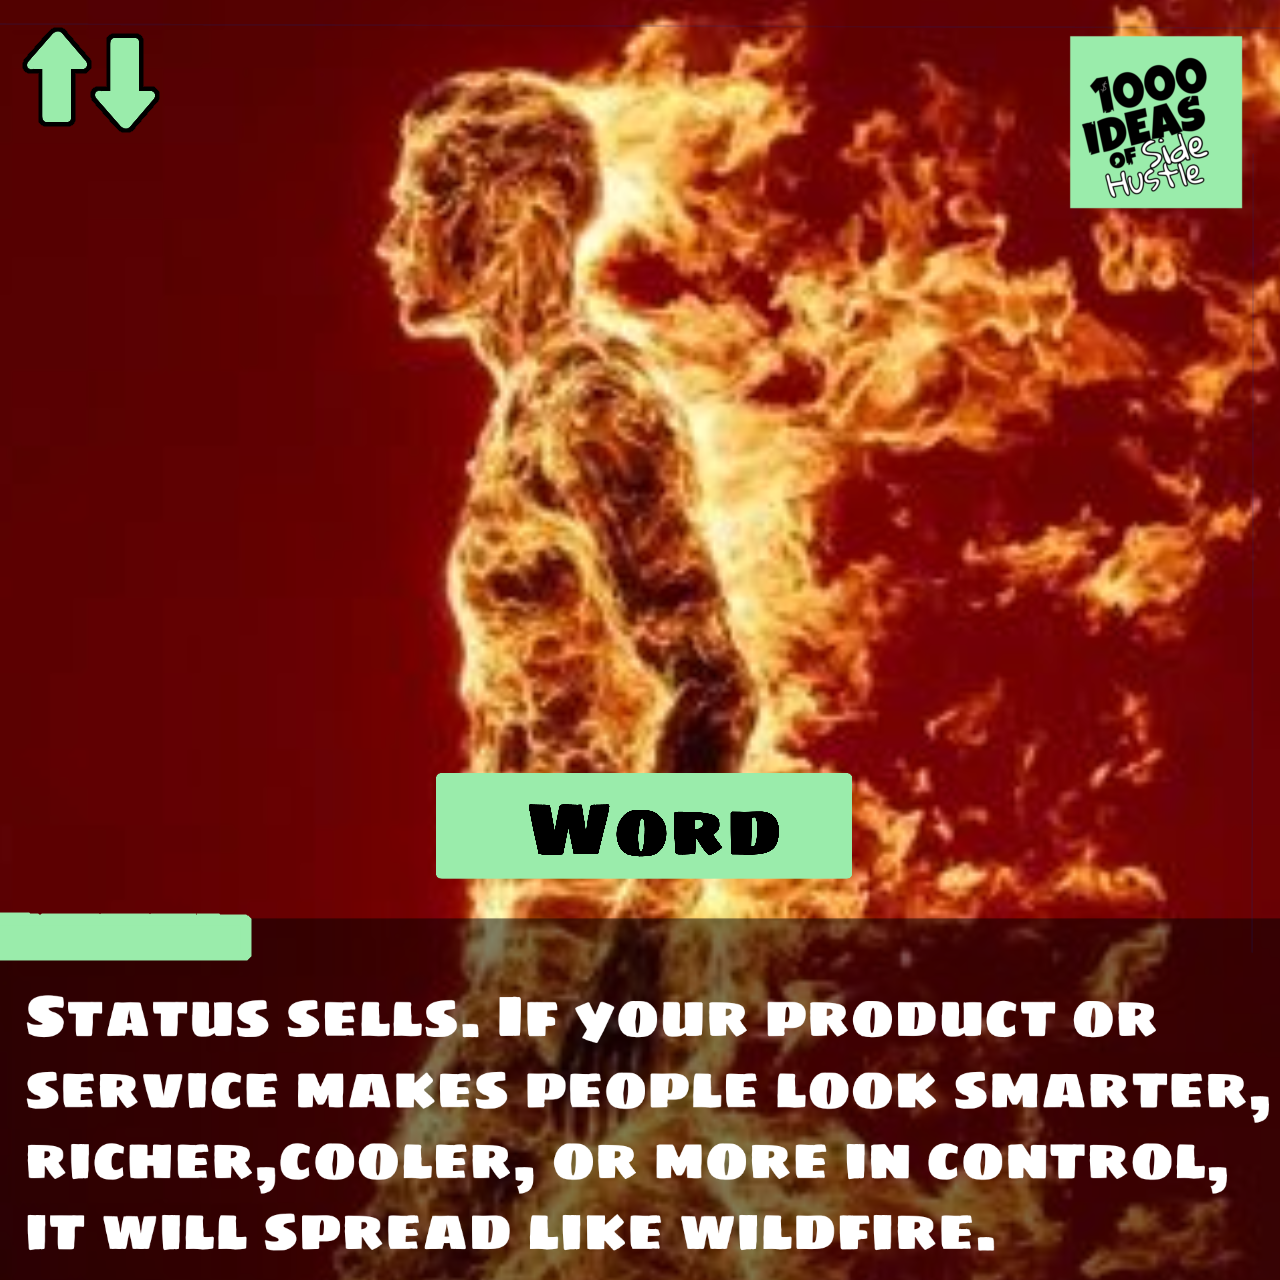 1000
IDEAS
OF Side
Hustle
WORD
STATUS SELLS. IF YOUR PRODUCT OR
SERVICE MAKES PEOPLE LOOK SMARTER,
RICHER,COOLER, OR MORE IN CONTROL,
IT WILL SPREAD LIKE WILDFIRE.